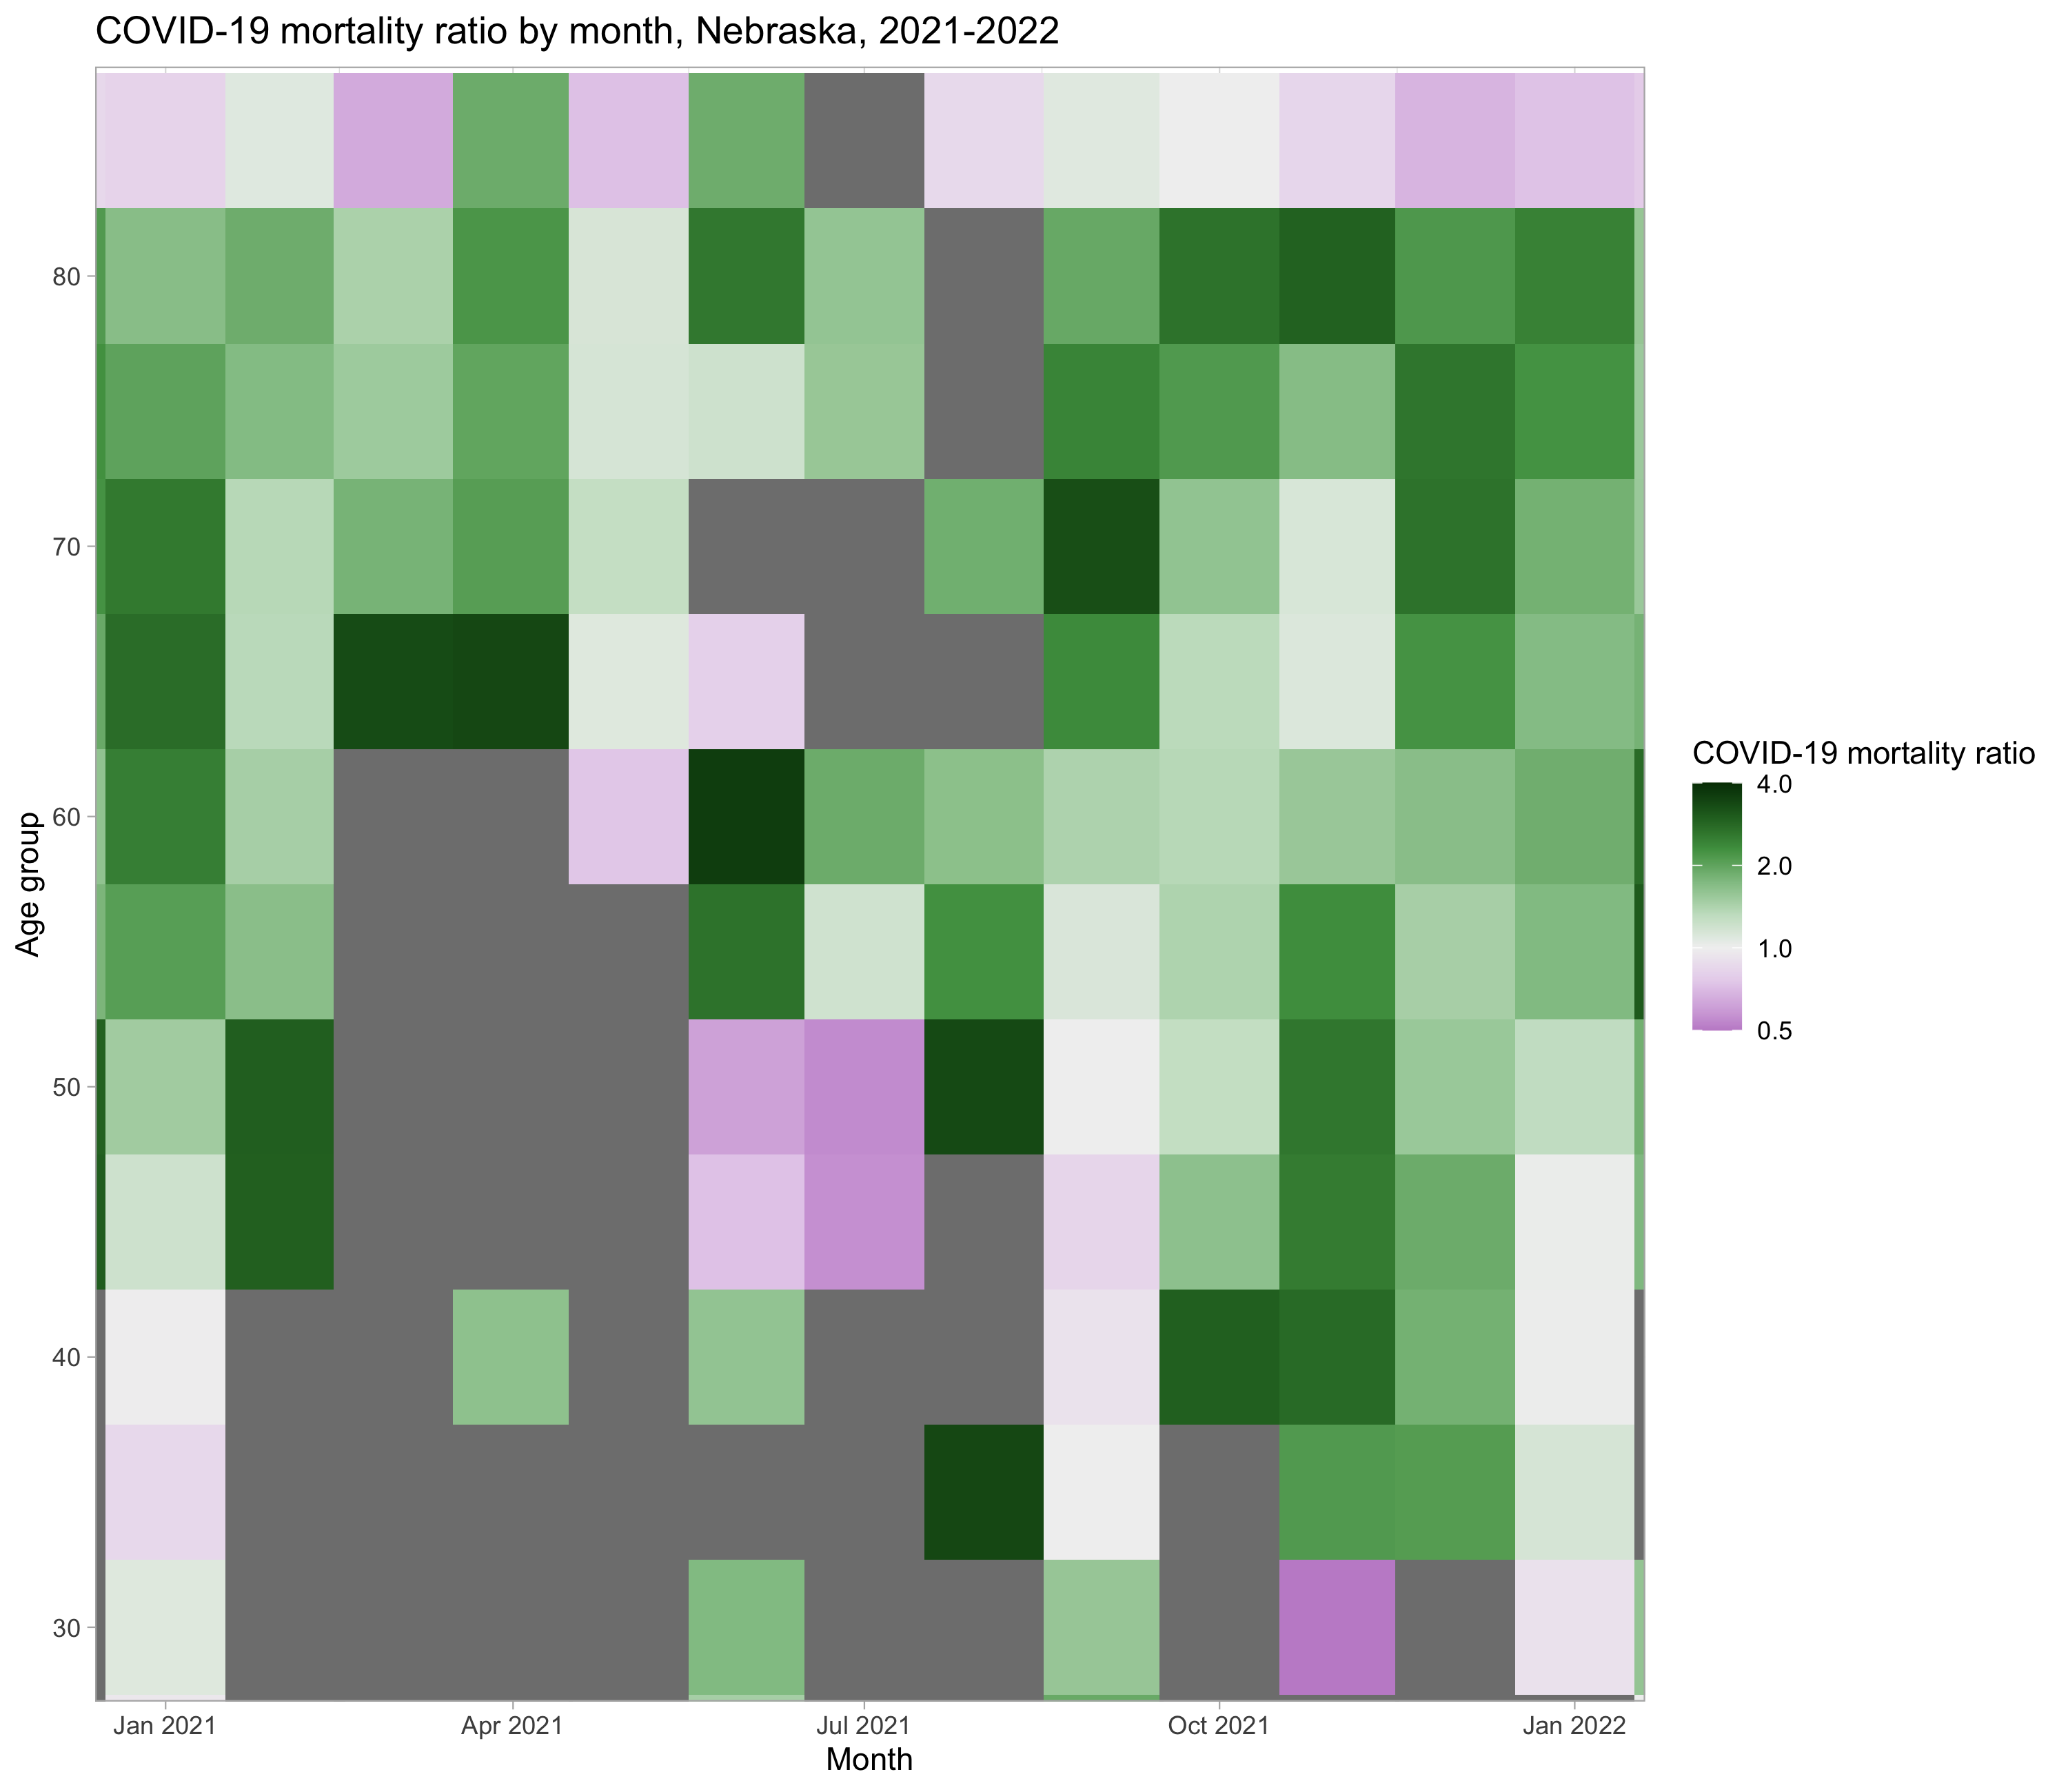 COVID-19 mortality ratio by month, Nebraska, 2021-2022
80
70
60
50
40
30
Age group
Jan 2021
Apr 2021
Jul 2021
Oct 2021
Jan 2022
Month
COVID-19 mortality ratio
4.0
2.0
1.0
0.5